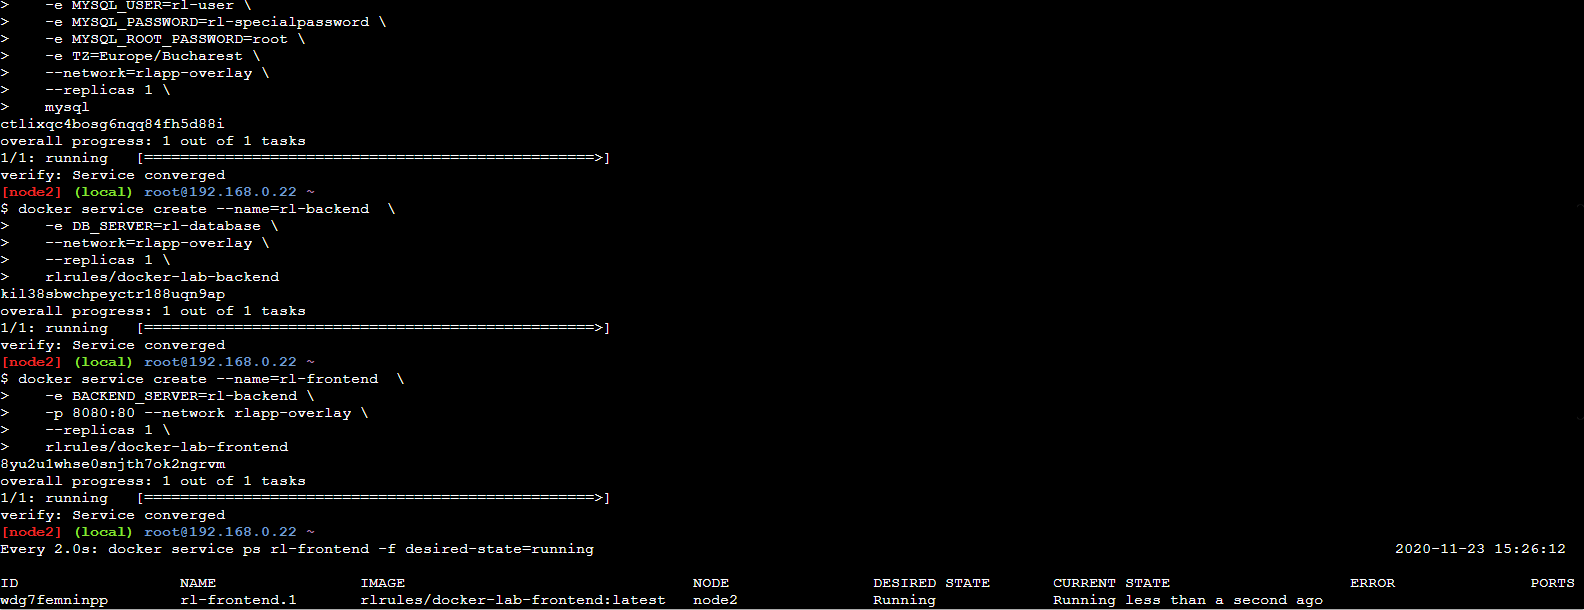 >    -e MYSQL_USER=rl-user \
>    -e MYSQL_PASSWORD=rl-specialpassword \
>    -e MYSQL_ROOT_PASSWORD=root \
>    -e TZ=Europe/Bucharest \
>    --network=rlapp-overlay \
>    --replicas 1 \
>    mysql
ctlixqc4bosg6nqq84fh5d88i
overall progress: 1 out of 1 tasks
1/1: running   [==================================================>]
verify: Service converged
[node2] (local) root@192.168.0.22 ~
$ docker service create --name=rl-backend  \
>    -e DB_SERVER=rl-database \
>    --network=rlapp-overlay \
>    --replicas 1 \
>    rlrules/docker-lab-backend
kil38sbwchpeyctr188uqn9ap
overall progress: 1 out of 1 tasks
1/1: running   [==================================================>]
verify: Service converged
[node2] (local) root@192.168.0.22 ~
$ docker service create --name=rl-frontend  \
>    -e BACKEND_SERVER=rl-backend \
>    -p 8080:80 --network rlapp-overlay \
>    --replicas 1 \
>    rlrules/docker-lab-frontend
8yu2u1whse0snjth7ok2ngrvm
overall progress: 1 out of 1 tasks
1/1: running   [==================================================>]
verify: Service converged
[node2] (local) root@192.168.0.22 ~
Every 2.0s: docker service ps rl-frontend -f desired-state=running 2020-11-23 15:26:12
ID NAME IMAGE NODE DESIRED STATE CURRENT STATE ERROR PORTS
wdg7femninpp rl-frontend.1 rlrules/docker-lab-frontend:latest node2 Running Running less than a second ago